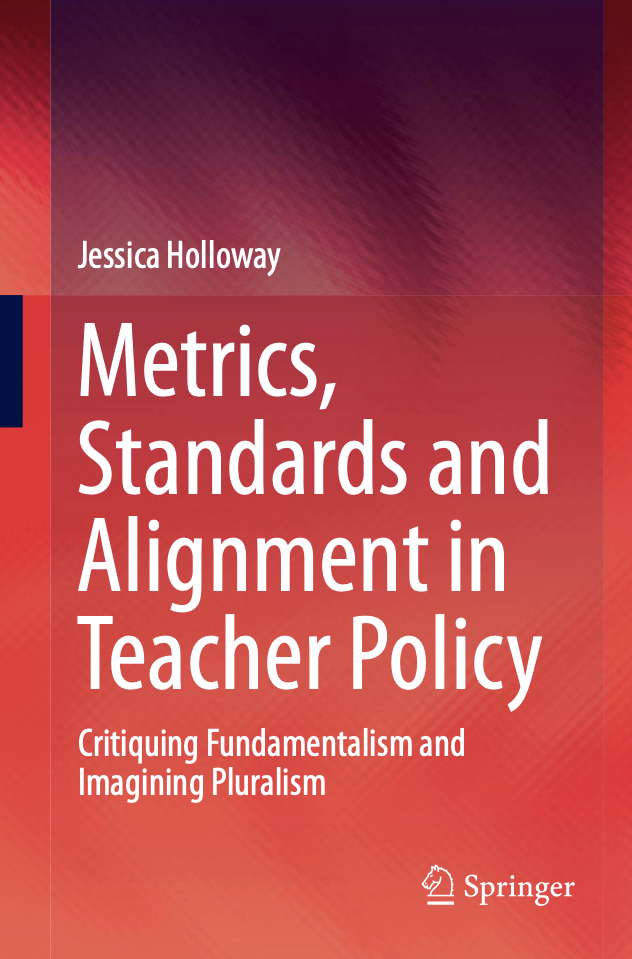 Jessica Holloway
Metrics,
Standards and
Alignment in
Teacher Policy
Critiquing Fundamentalism and
Imagining Pluralism
Springer